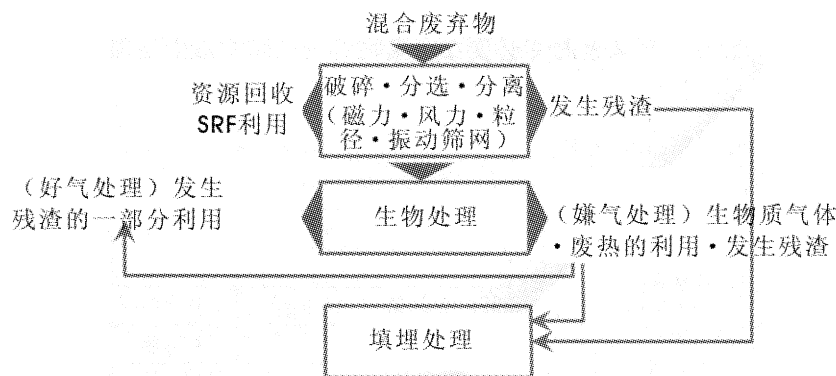 混合废弃物
资源回收
SRF利用
破碎·分选·分离
（磁力·风力·粒
径·振动筛网）
发生残渣
（好气处理）发生
残渣的一部分利用
生物处理
（嫌气处理）生物质气体
·废热的利用·发生残渣
填埋处理